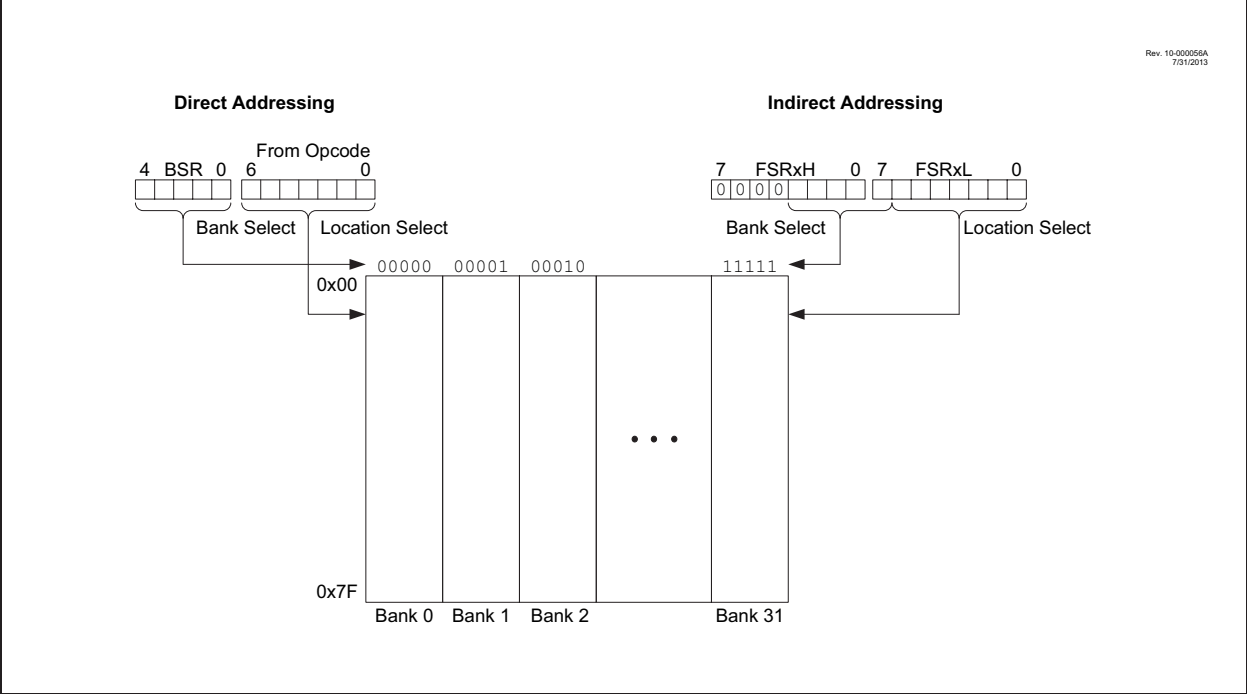 Rev. 10-000056A
7/31/2013
Direct Addressing
Indirect Addressing
From Opcode
4 BSR 0 6 0
7 FSRxH 0 7 FSRxL 0
0 0 0 0
Bank Select Location Select
Bank Select Location Select
00000 00001 00010 11111
0x00
...
0x7F
Bank 0 Bank 1 Bank 2 Bank 31